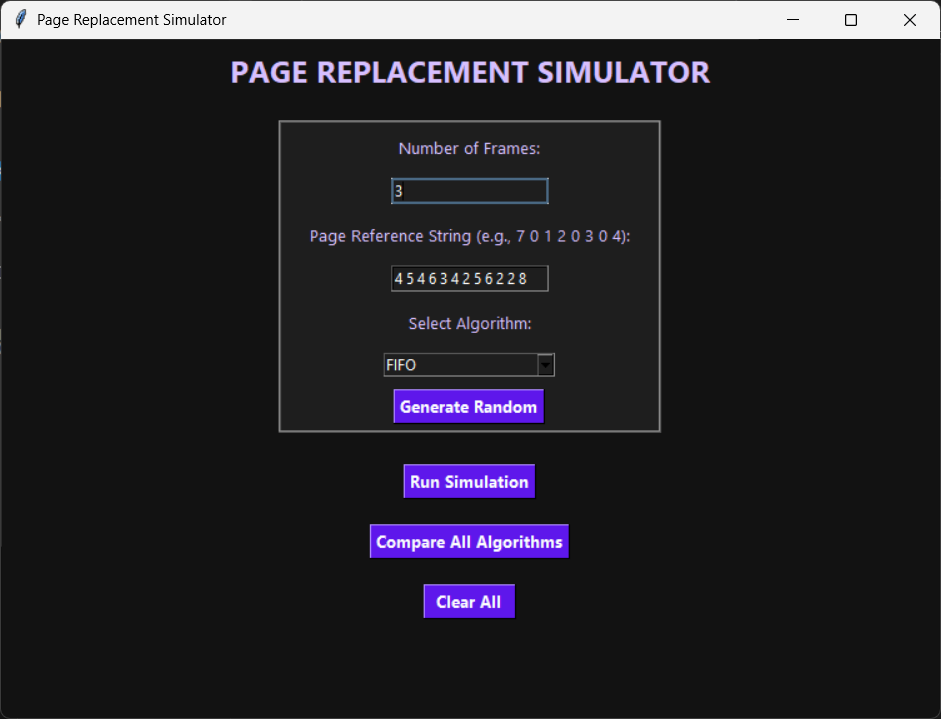 Page Replacement Simulator
PAGE REPLACEMENT SIMULATOR
Number of Frames:
3
Page Reference String (e.g., 7 0 1 2 0 3 0 4):
4 5 4 6 3 4 2 5 6 2 2 8
Select Algorithm:
FIFO
Generate Random
Run Simulation
Compare All Algorithms
Clear All